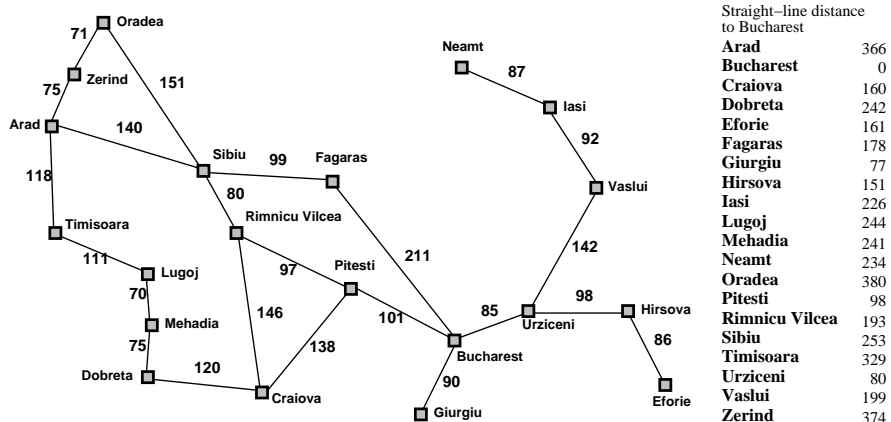 Oradea
71
Zerind
75
151
Arad
140
118
Sibiu
99
Fagaras
80
Rimnicu Vilcea
Timisoara
111
Lugoj
70
Mehadia
75
Dobreta
120
146
97
Pitesti
211
138
101
Craiova
Neamt
87
Iasi
92
Vaslui
142
85
98
Urziceni
Hirsova
86
Bucharest
90
Giurgiu
Eforie
Straight−line distance
to Bucharest
Arad 366
Bucharest 0
Craiova 160
Dobreta 242
Eforie 161
Fagaras 178
Giurgiu 77
Hirsova 151
Iasi 226
Lugoj 244
Mehadia 241
Neamt 234
Oradea 380
Pitesti 98
Rimnicu Vilcea 193
Sibiu 253
Timisoara 329
Urziceni 80
Vaslui 199
Zerind 374